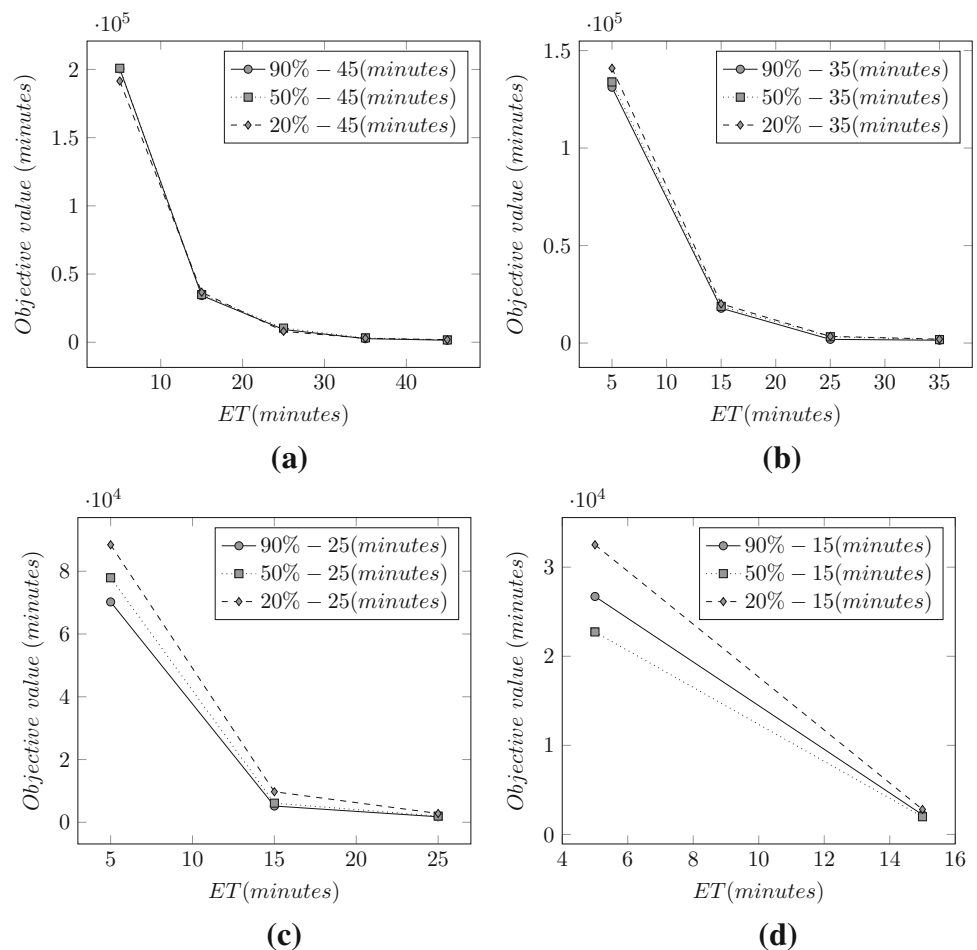 ·10^5
Objective value (minutes)
2
1.5
1
0.5
0
90% − 45(minutes)
50% − 45(minutes)
20% − 45(minutes)
10 20 30 40
ET(minutes)
(a)
·10^5
Objective value (minutes)
1.5
1
0.5
0
90% − 35(minutes)
50% − 35(minutes)
20% − 35(minutes)
5 10 15 20 25 30 35
ET(minutes)
(b)
·10^4
Objective value (minutes)
8
6
4
2
0
90% − 25(minutes)
50% − 25(minutes)
20% − 25(minutes)
5 10 15 20 25
ET(minutes)
(c)
·10^4
Objective value (minutes)
3
2
1
0
90% − 15(minutes)
50% − 15(minutes)
20% − 15(minutes)
4 6 8 10 12 14 16
ET(minutes)
(d)